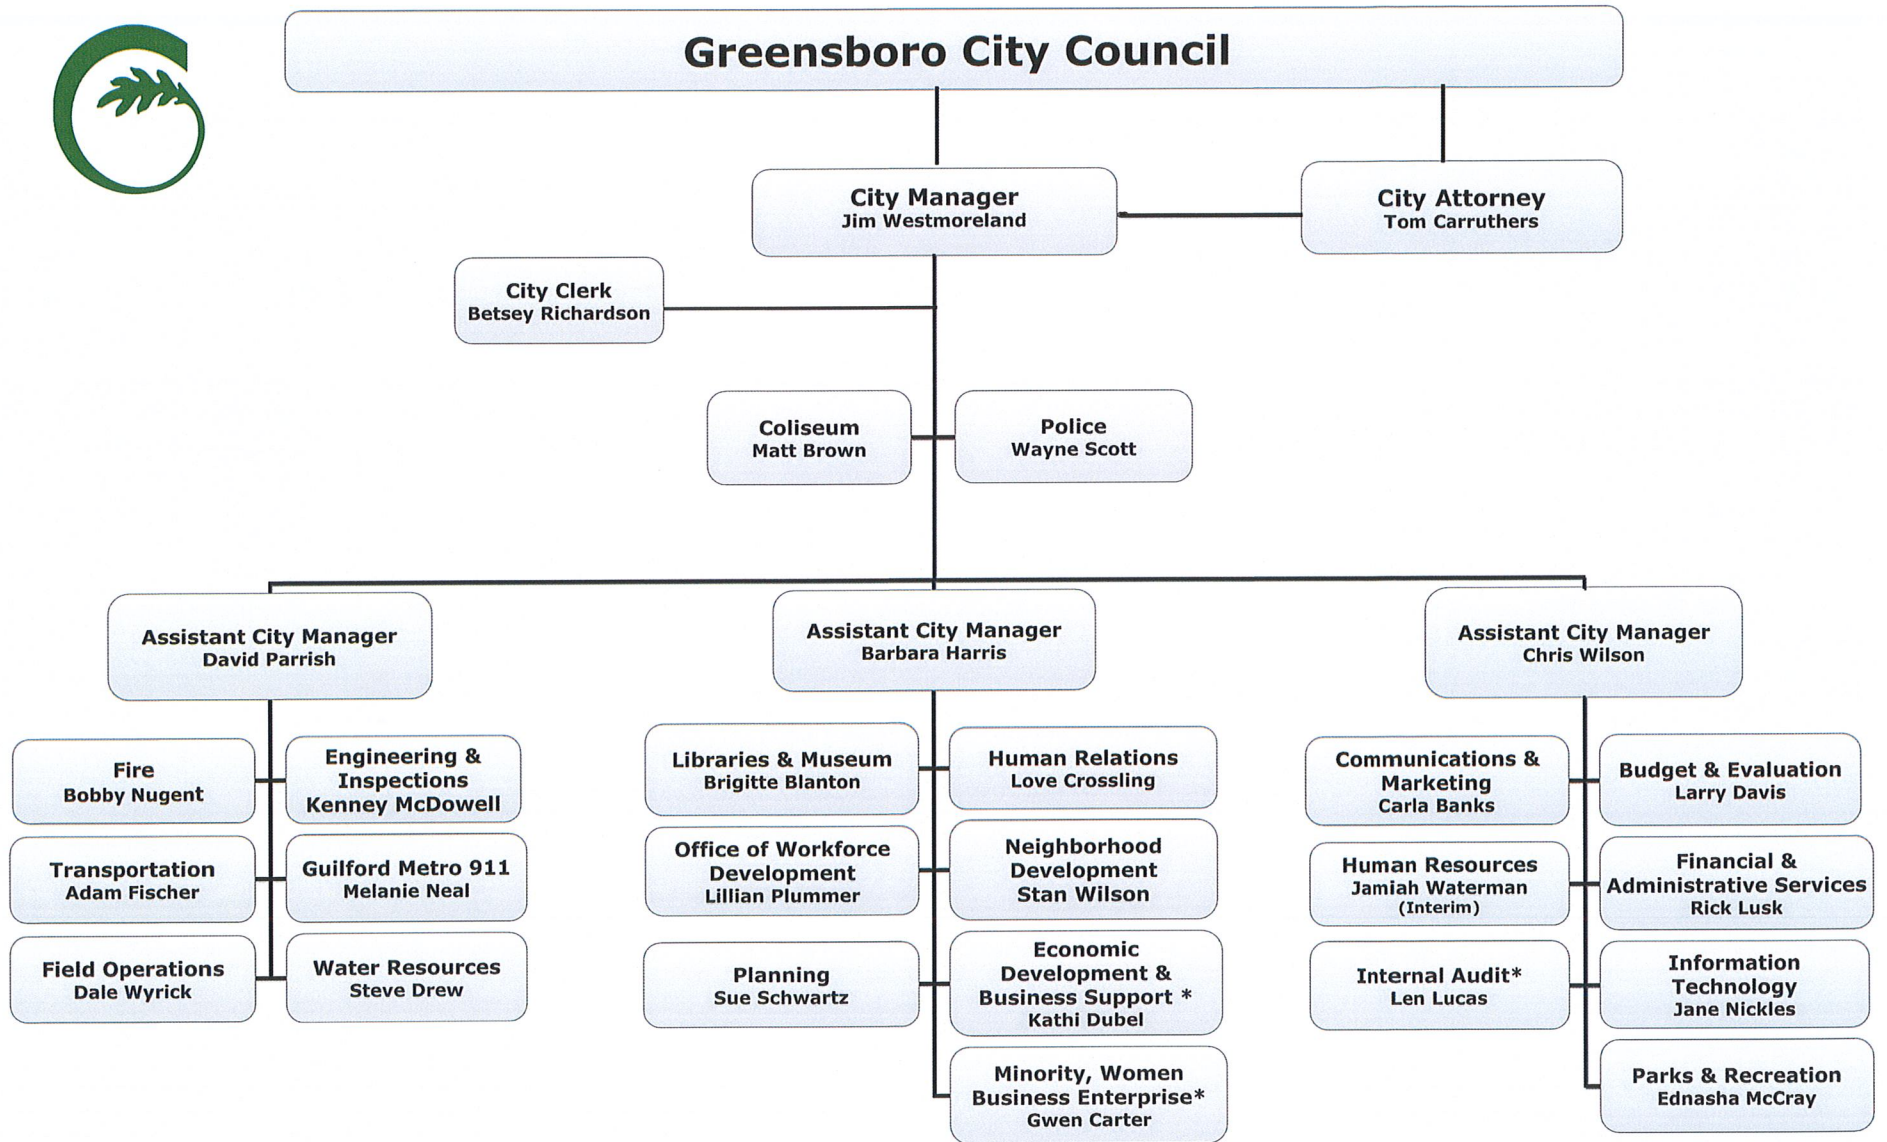 Greensboro City Council
City Manager
Jim Westmoreland
City Attorney
Tom Carruthers
City Clerk
Betsey Richardson
Coliseum
Matt Brown
Police
Wayne Scott
Assistant City Manager
David Parrish
Assistant City Manager
Barbara Harris
Assistant City Manager
Chris Wilson
Fire
Bobby Nugent
Engineering &
Inspections
Kenney McDowell
Transportation
Adam Fischer
Guilford Metro 911
Melanie Neal
Field Operations
Dale Wyrick
Water Resources
Steve Drew
Libraries & Museum
Brigitte Blanton
Human Relations
Love Crossling
Office of Workforce
Development
Lillian Plummer
Neighborhood
Development
Stan Wilson
Planning
Sue Schwartz
Economic
Development &
Business Support *
Kathi Dubel
Minority, Women
Business Enterprise*
Gwen Carter
Communications &
Marketing
Carla Banks
Budget & Evaluation
Larry Davis
Human Resources
Jamiah Waterman
(Interim)
Financial &
Administrative Services
Rick Lusk
Internal Audit*
Len Lucas
Information
Technology
Jane Nickles
Parks & Recreation
Ednasha McCray